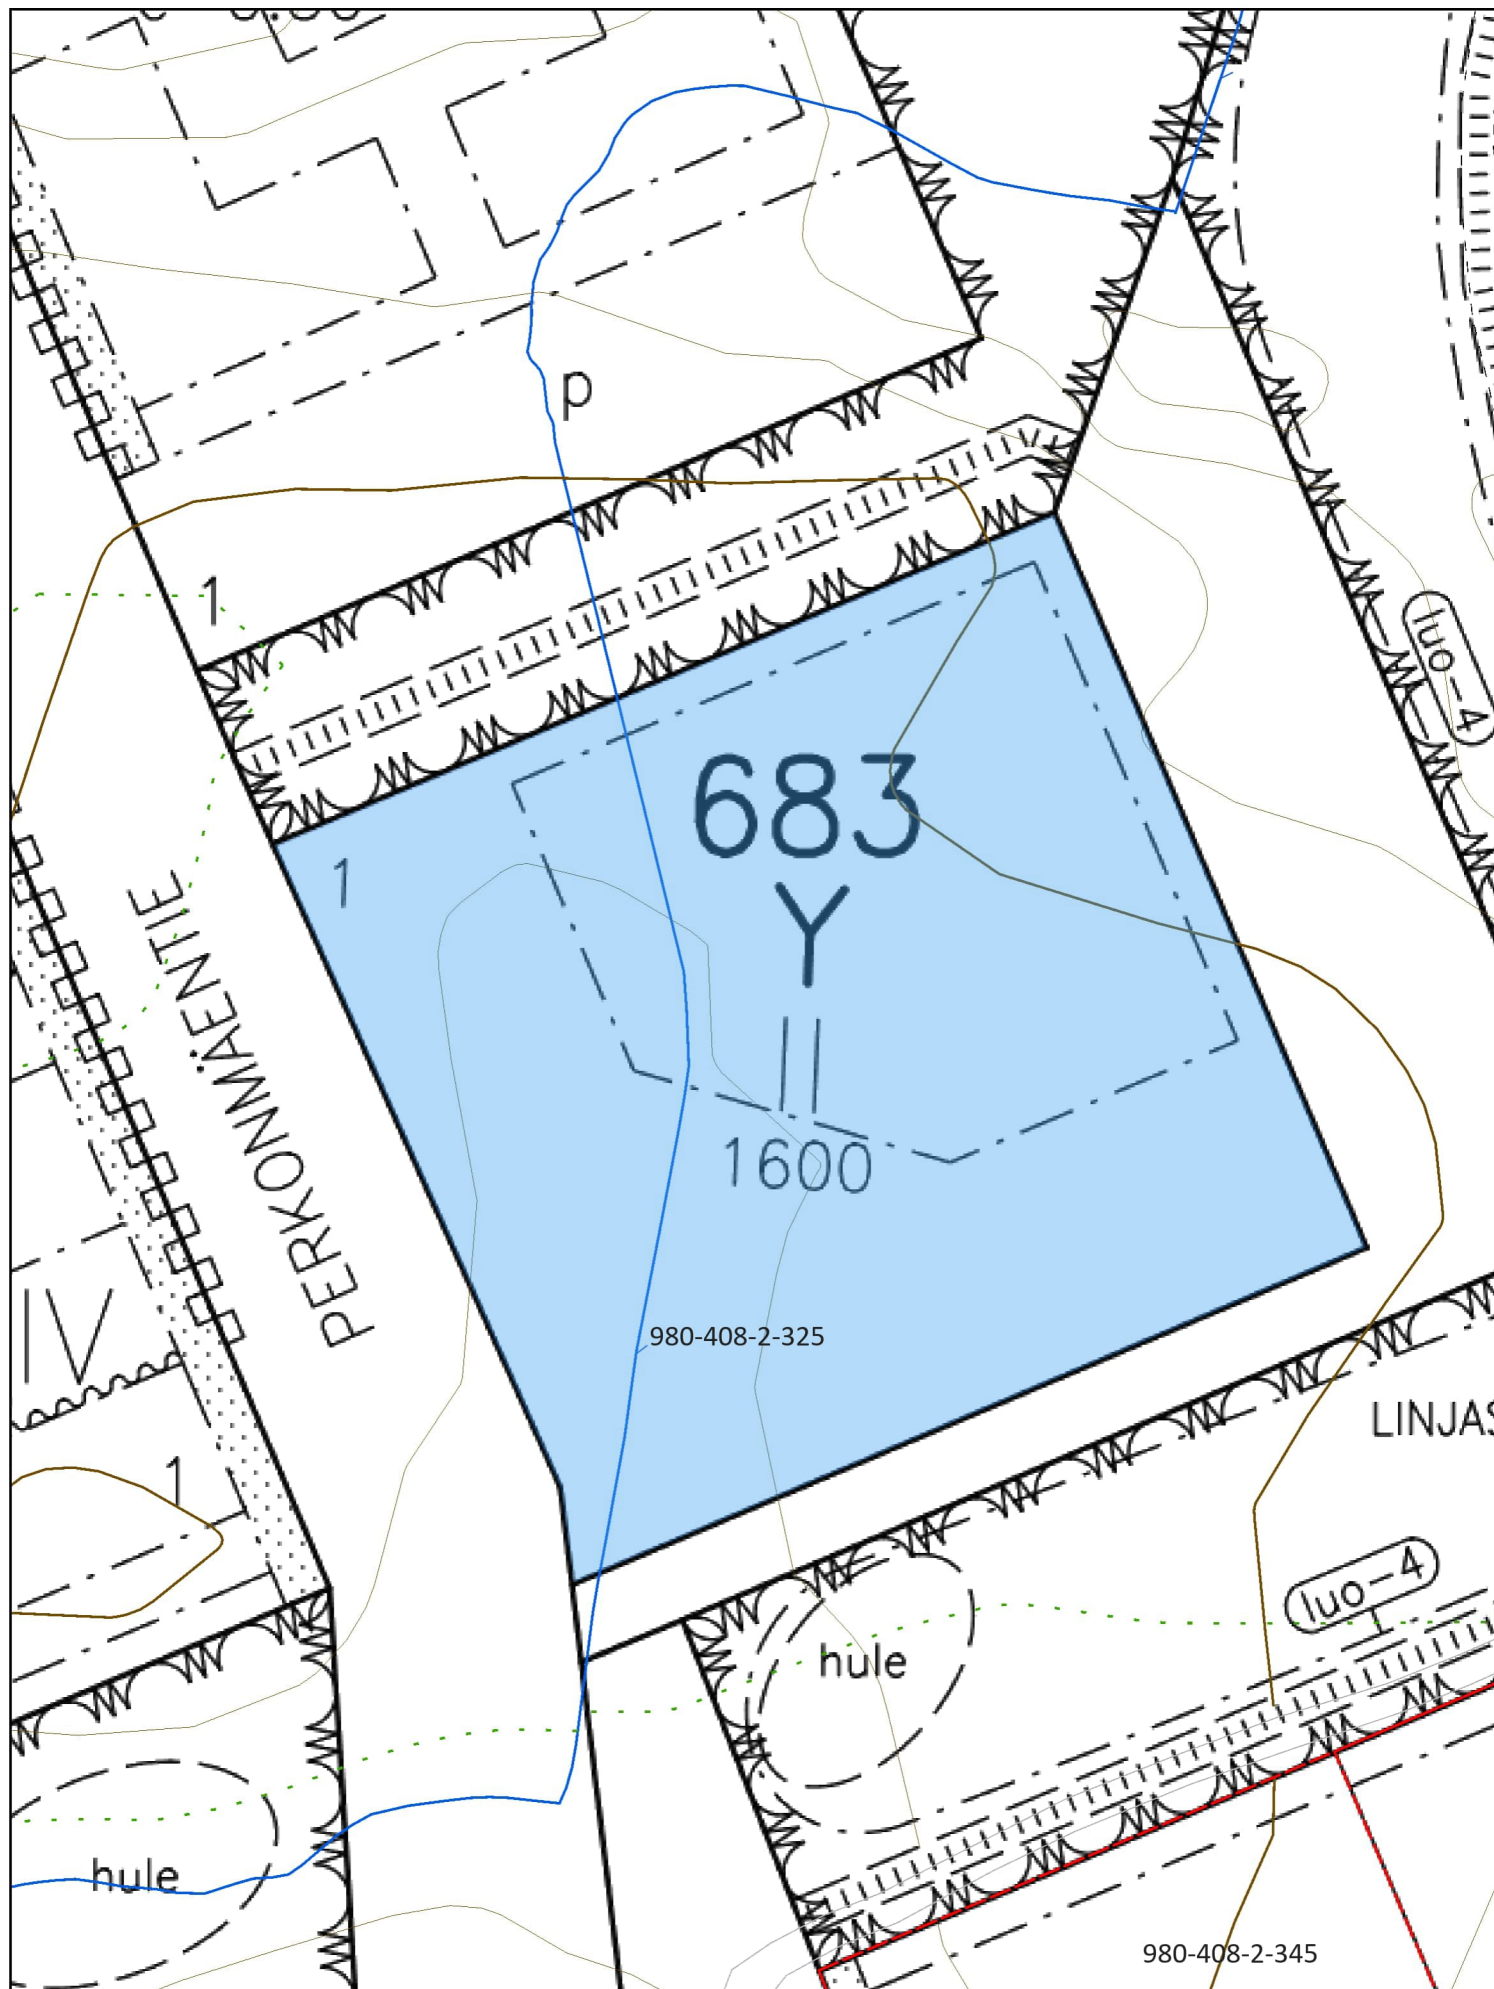 p
1
luo-4
683
1
Y
PERKONMÄENTIE
II
1600
IV
980-408-2-325
LINJAS
1
luo-4
hule
hule
980-408-2-345